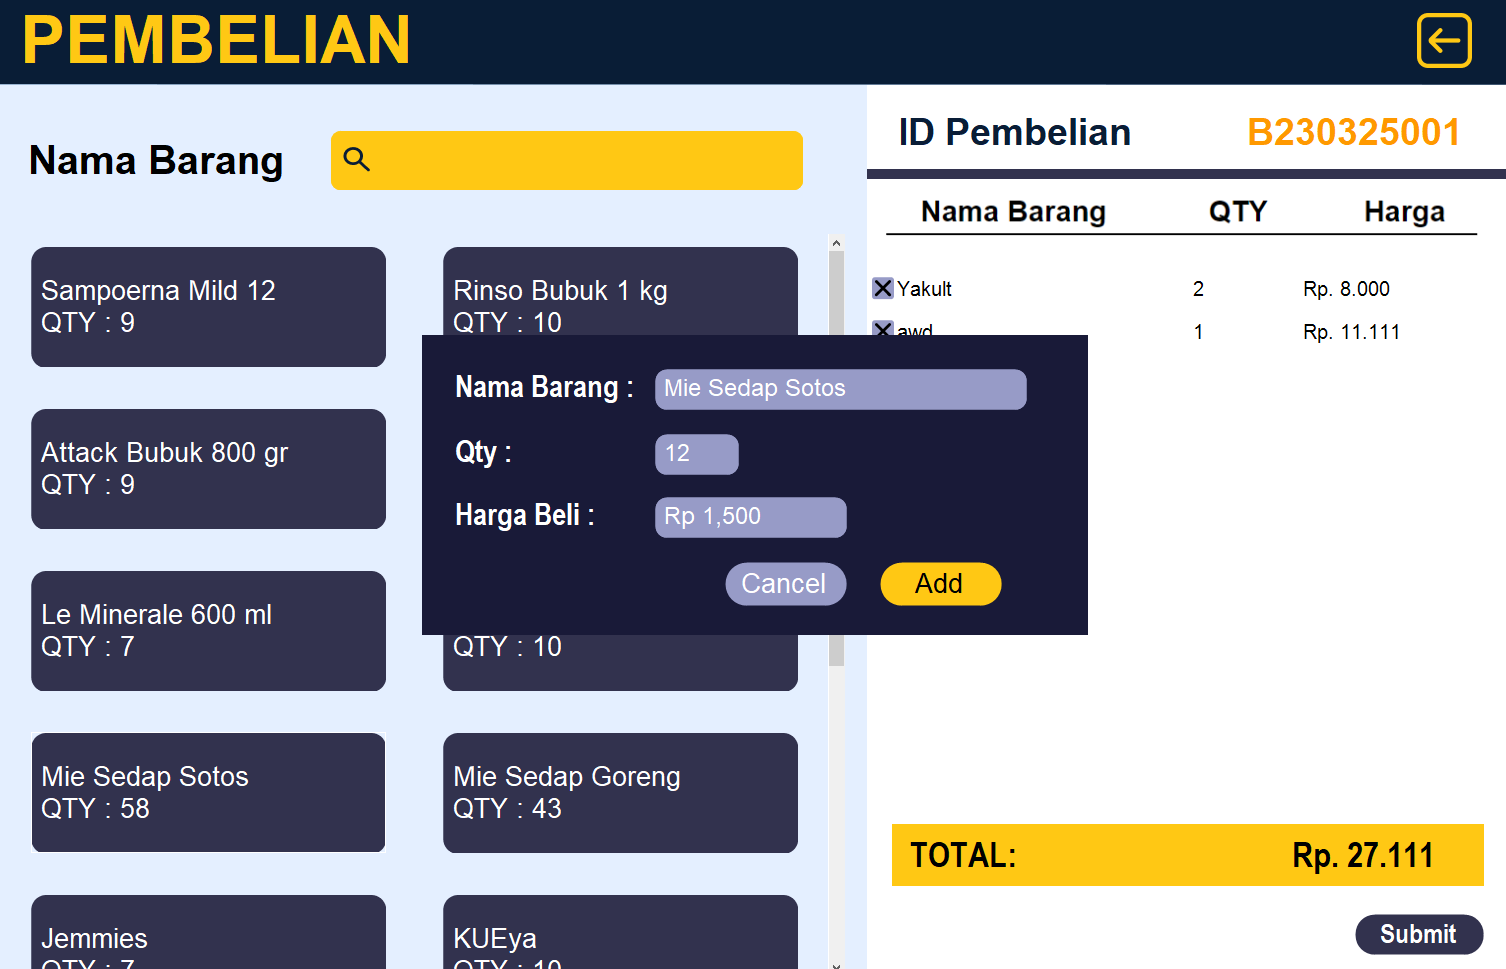 PEMBELIAN
Nama Barang
Sampoerna Mild 12
QTY : 9
Rinso Bubuk 1 kg
QTY : 10
Attack Bubuk 800 gr
QTY : 9
Le Minerale 600 ml
QTY : 7
QTY : 10
Mie Sedap Sotos
QTY : 58
Mie Sedap Goreng
QTY : 43
Jemmies
QTY : 7
KUEya
QTY : 10
Nama Barang : Mie Sedap Sotos
Qty : 12
Harga Beli : Rp 1,500
Cancel Add
ID Pembelian B230325001
Nama Barang QTY Harga
Yakult 2 Rp. 8.000
awd 1 Rp. 11.111
TOTAL: Rp. 27.111
Submit